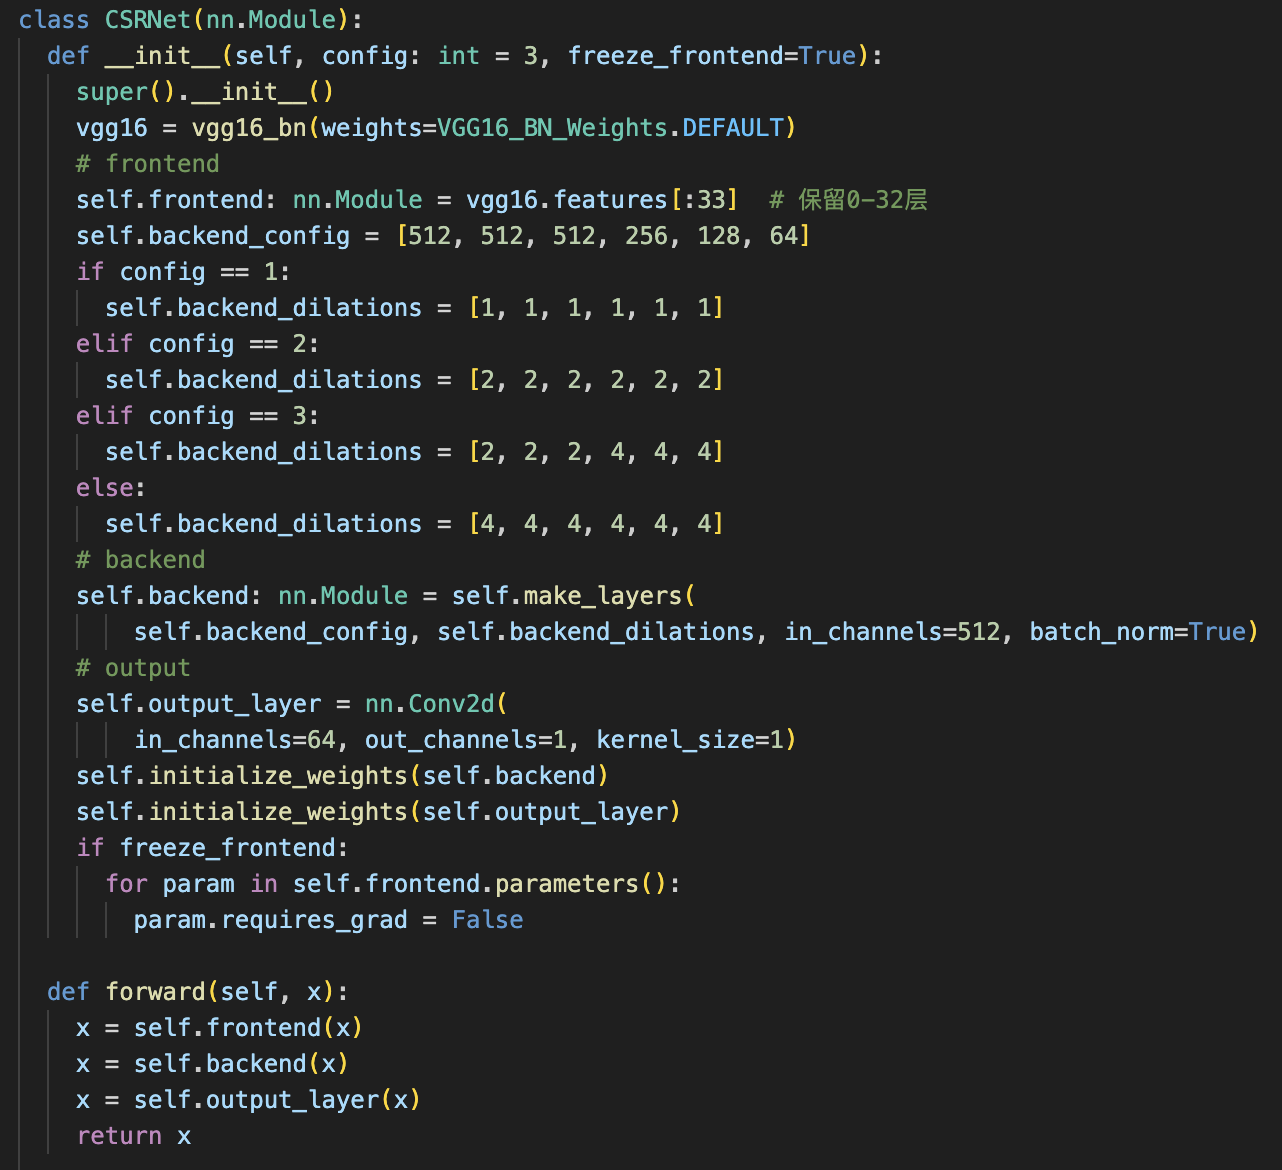 class CSRNet(nn.Module):
def __init__(self, config: int = 3, freeze_frontend=True):
super().__init__()
vgg16 = vgg16_bn(weights=VGG16_BN_Weights.DEFAULT)
# frontend
self.frontend: nn.Module = vgg16.features[:33]  # 保留0-32层
self.backend_config = [512, 512, 512, 256, 128, 64]
if config == 1:
self.backend_dilations = [1, 1, 1, 1, 1, 1]
elif config == 2:
self.backend_dilations = [2, 2, 2, 2, 2, 2]
elif config == 3:
self.backend_dilations = [2, 2, 2, 4, 4, 4]
else:
self.backend_dilations = [4, 4, 4, 4, 4, 4]
# backend
self.backend: nn.Module = self.make_layers(
self.backend_config, self.backend_dilations, in_channels=512, batch_norm=True)
# output
self.output_layer = nn.Conv2d(
in_channels=64, out_channels=1, kernel_size=1)
self.initialize_weights(self.backend)
self.initialize_weights(self.output_layer)
if freeze_frontend:
for param in self.frontend.parameters():
param.requires_grad = False
def forward(self, x):
x = self.frontend(x)
x = self.backend(x)
x = self.output_layer(x)
return x